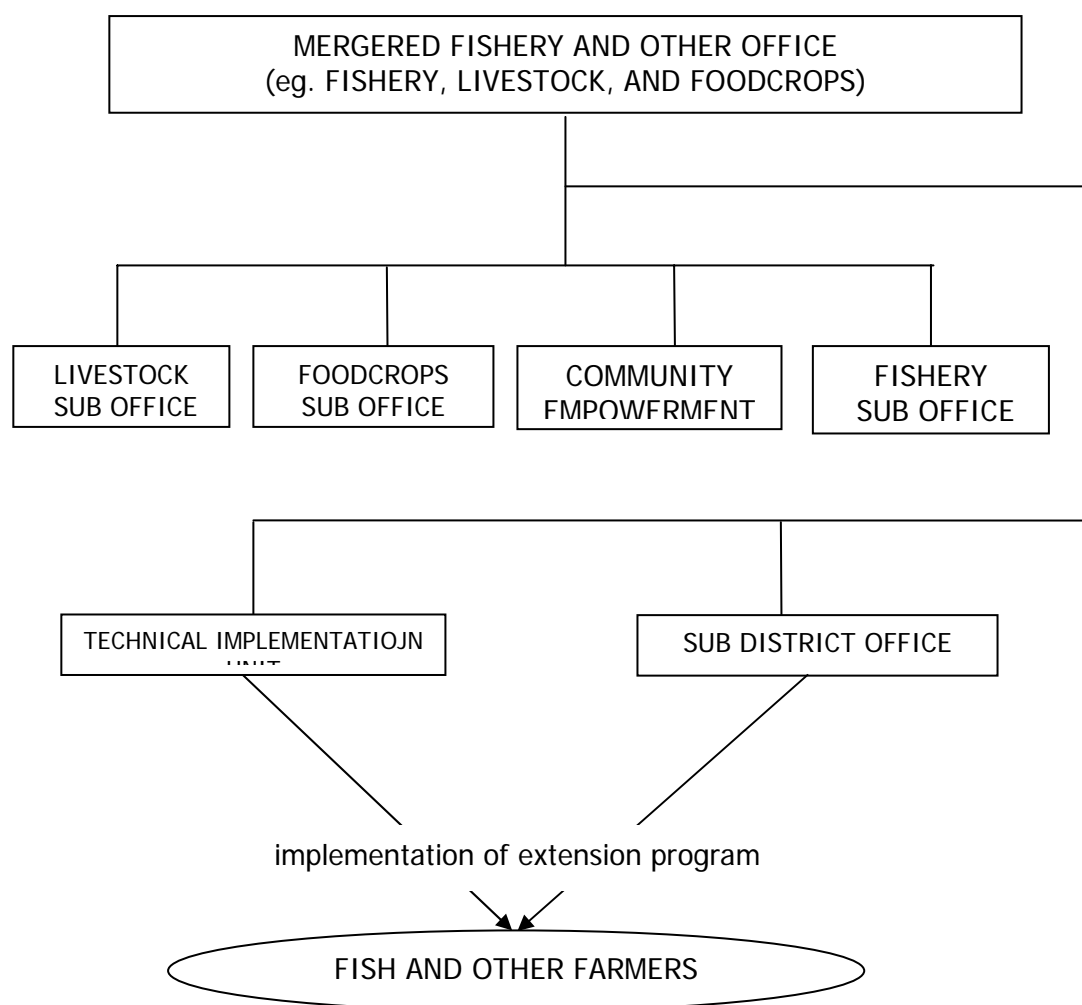 MERGERED FISHERY AND OTHER OFFICE
(eg. FISHERY, LIVESTOCK, AND FOODCROPS)
LIVESTOCK
SUB OFFICE
FOODCROPS
SUB OFFICE
COMMUNITY
EMPOWERMENT
FISHERY
SUB OFFICE
TECHNICAL IMPLEMENTATIOJN
UNIT
SUB DISTRICT OFFICE
implementation of extension program
FISH AND OTHER FARMERS